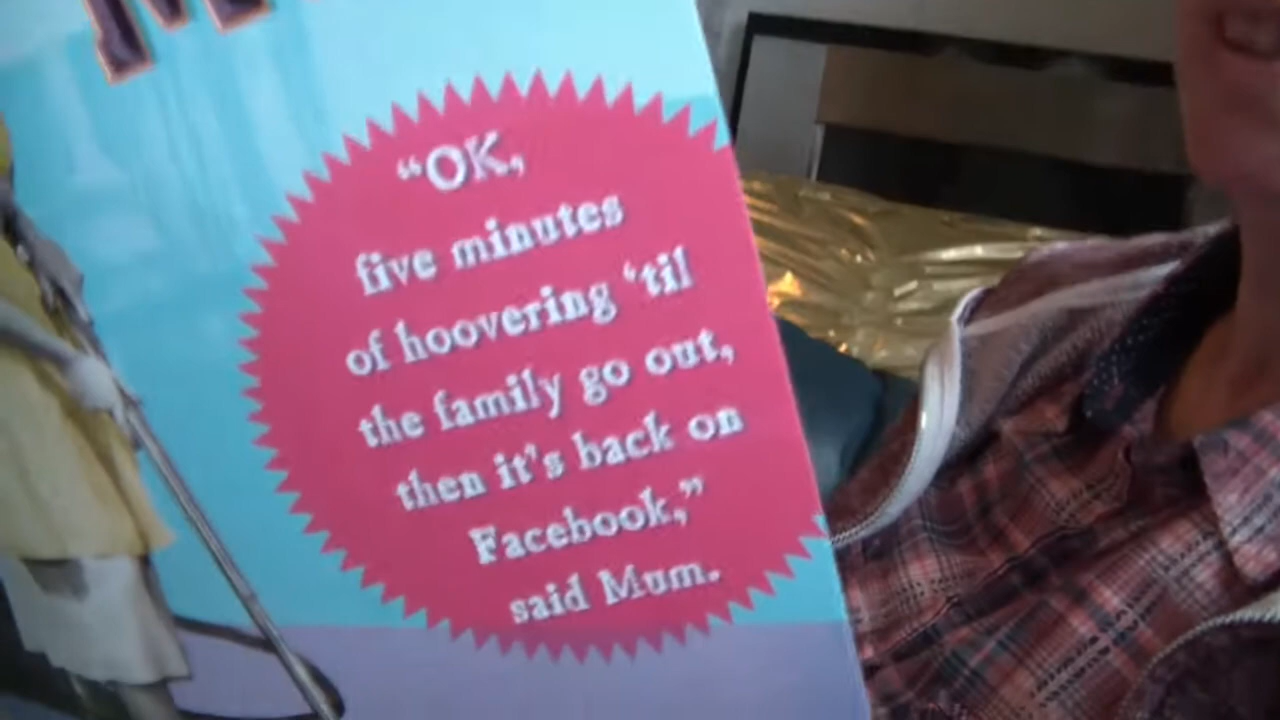 “OK,
five minutes
of hoovering ‘til
the family go out,
then it’s back on
Facebook,”
said Mum.